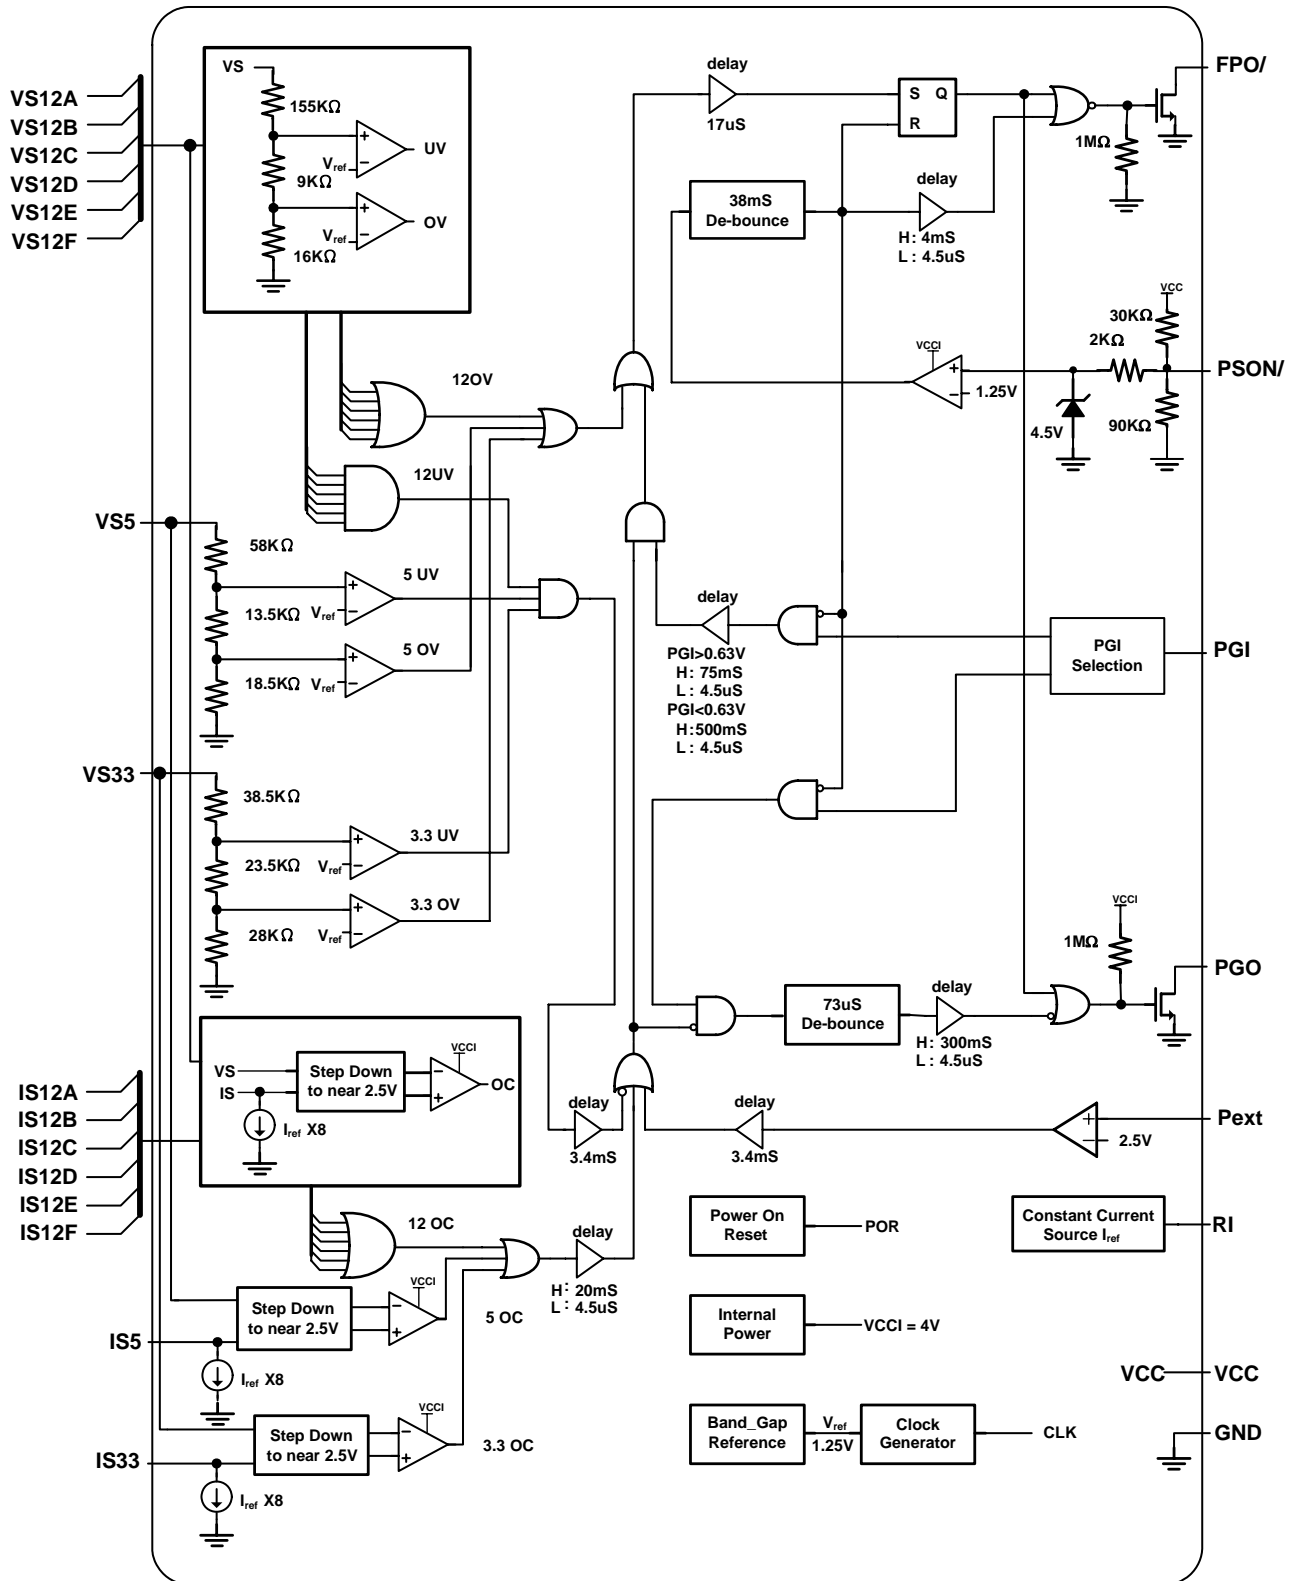 VS12A
VS12B
VS12C
VS12D
VS12E
VS12F
VS
155KΩ
+
Vref
−
UV
9KΩ
+
Vref
−
OV
16KΩ
delay
17uS
S Q
R
FPO/
1MΩ
38mS
De-bounce
delay
H: 4mS
L: 4.5uS
VCC
30KΩ
2KΩ
PSON/
VCCI
+
−
1.25V
4.5V
90KΩ
12OV
12UV
VS5
58KΩ
5 UV
+
Vref
−
13.5KΩ
5 OV
+
Vref
−
18.5KΩ
delay
PGI>0.63V
H: 75mS
L: 4.5uS
PGI<0.63V
H:500mS
L: 4.5uS
PGI
Selection
PGI
VS33
38.5KΩ
3.3 UV
+
Vref
−
23.5KΩ
3.3 OV
+
Vref
−
28KΩ
VCCI
1MΩ
PGO
73uS
De-bounce
delay
H: 300mS
L: 4.5uS
IS12A
IS12B
IS12C
IS12D
IS12E
IS12F
VS
IS
Step Down
to near 2.5V
VCCI
−
+
OC
Iref X8
delay
3.4mS
delay
3.4mS
+
−
2.5V
Pext
12 OC
delay
H: 20mS
L: 4.5uS
Power On
Reset
POR
Constant Current
Source Iref
RI
Step Down
to near 2.5V
VCCI
−
+
5 OC
IS5
Iref X8
Internal
Power
VCCI = 4V
VCC
VCC
Step Down
to near 2.5V
VCCI
−
+
3.3 OC
IS33
Iref X8
Band_Gap
Reference
Vref
1.25V
Clock
Generator
CLK
GND